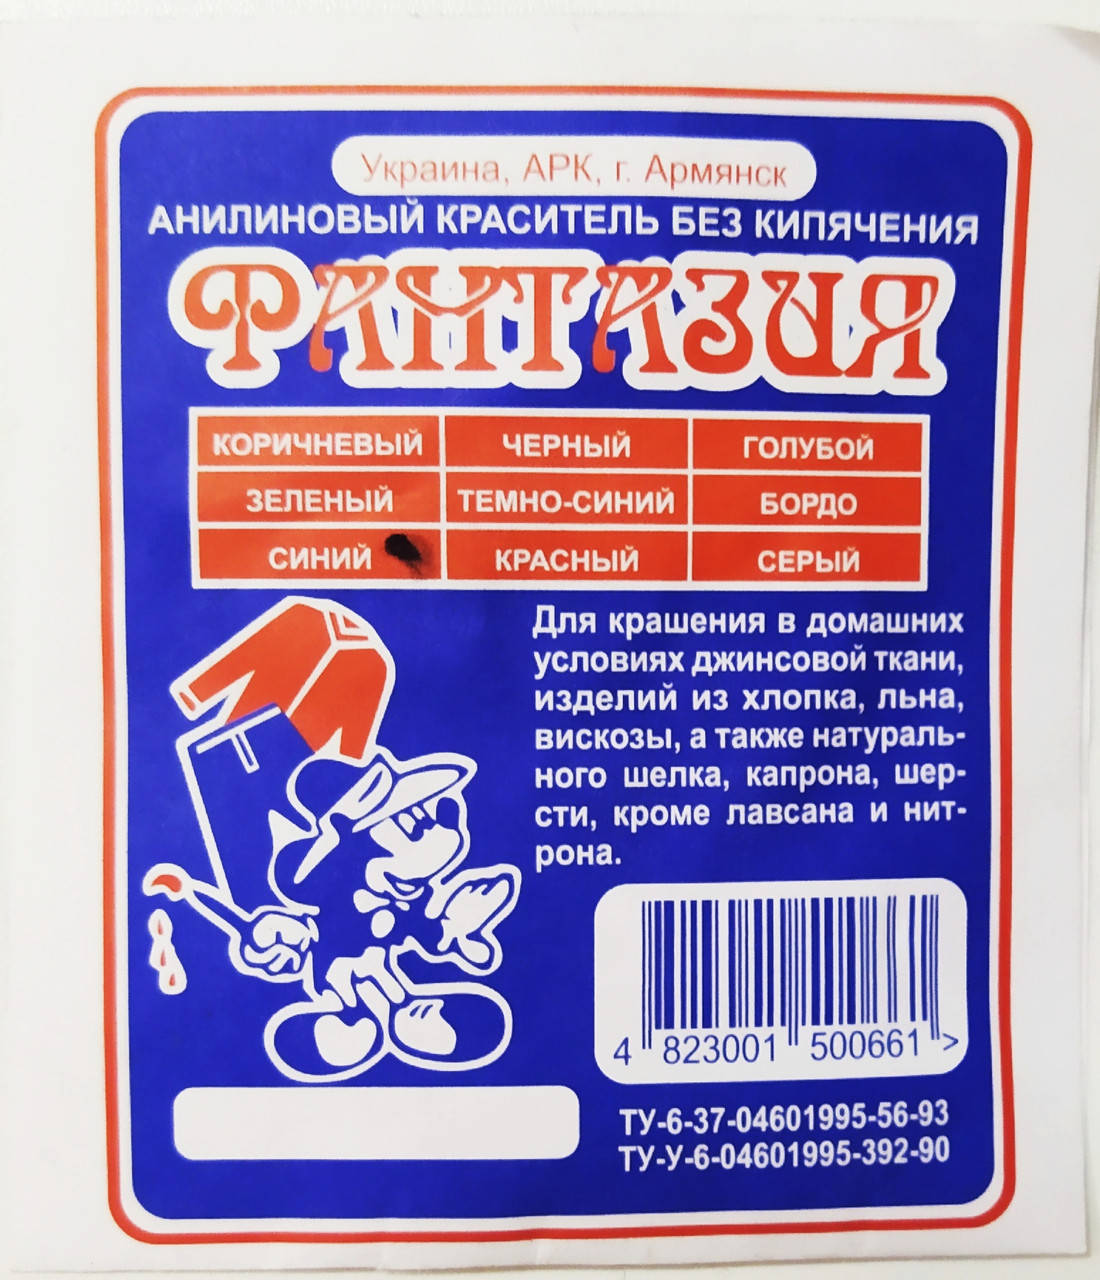 Украина, АРК, г. Армянск
АНИЛИНОВЫЙ КРАСИТЕЛЬ БЕЗ КИПЯЧЕНИЯ
ФАНТАЗИЯ
КОРИЧНЕВЫЙ ЧЕРНЫЙ ГОЛУБОЙ
ЗЕЛЕНЫЙ ТЕМНО-СИНИЙ БОРДО
СИНИЙ КРАСНЫЙ СЕРЫЙ
Для крашения в домашних
условиях джинсовой ткани,
изделий из хлопка, льна,
вискозы, а также натураль-
ного шелка, капрона, шер-
сти, кроме лавсана и нит-
рона.
4 823001 500661 >
ТУ-6-37-04601995-56-93
ТУ-У-6-04601995-392-90